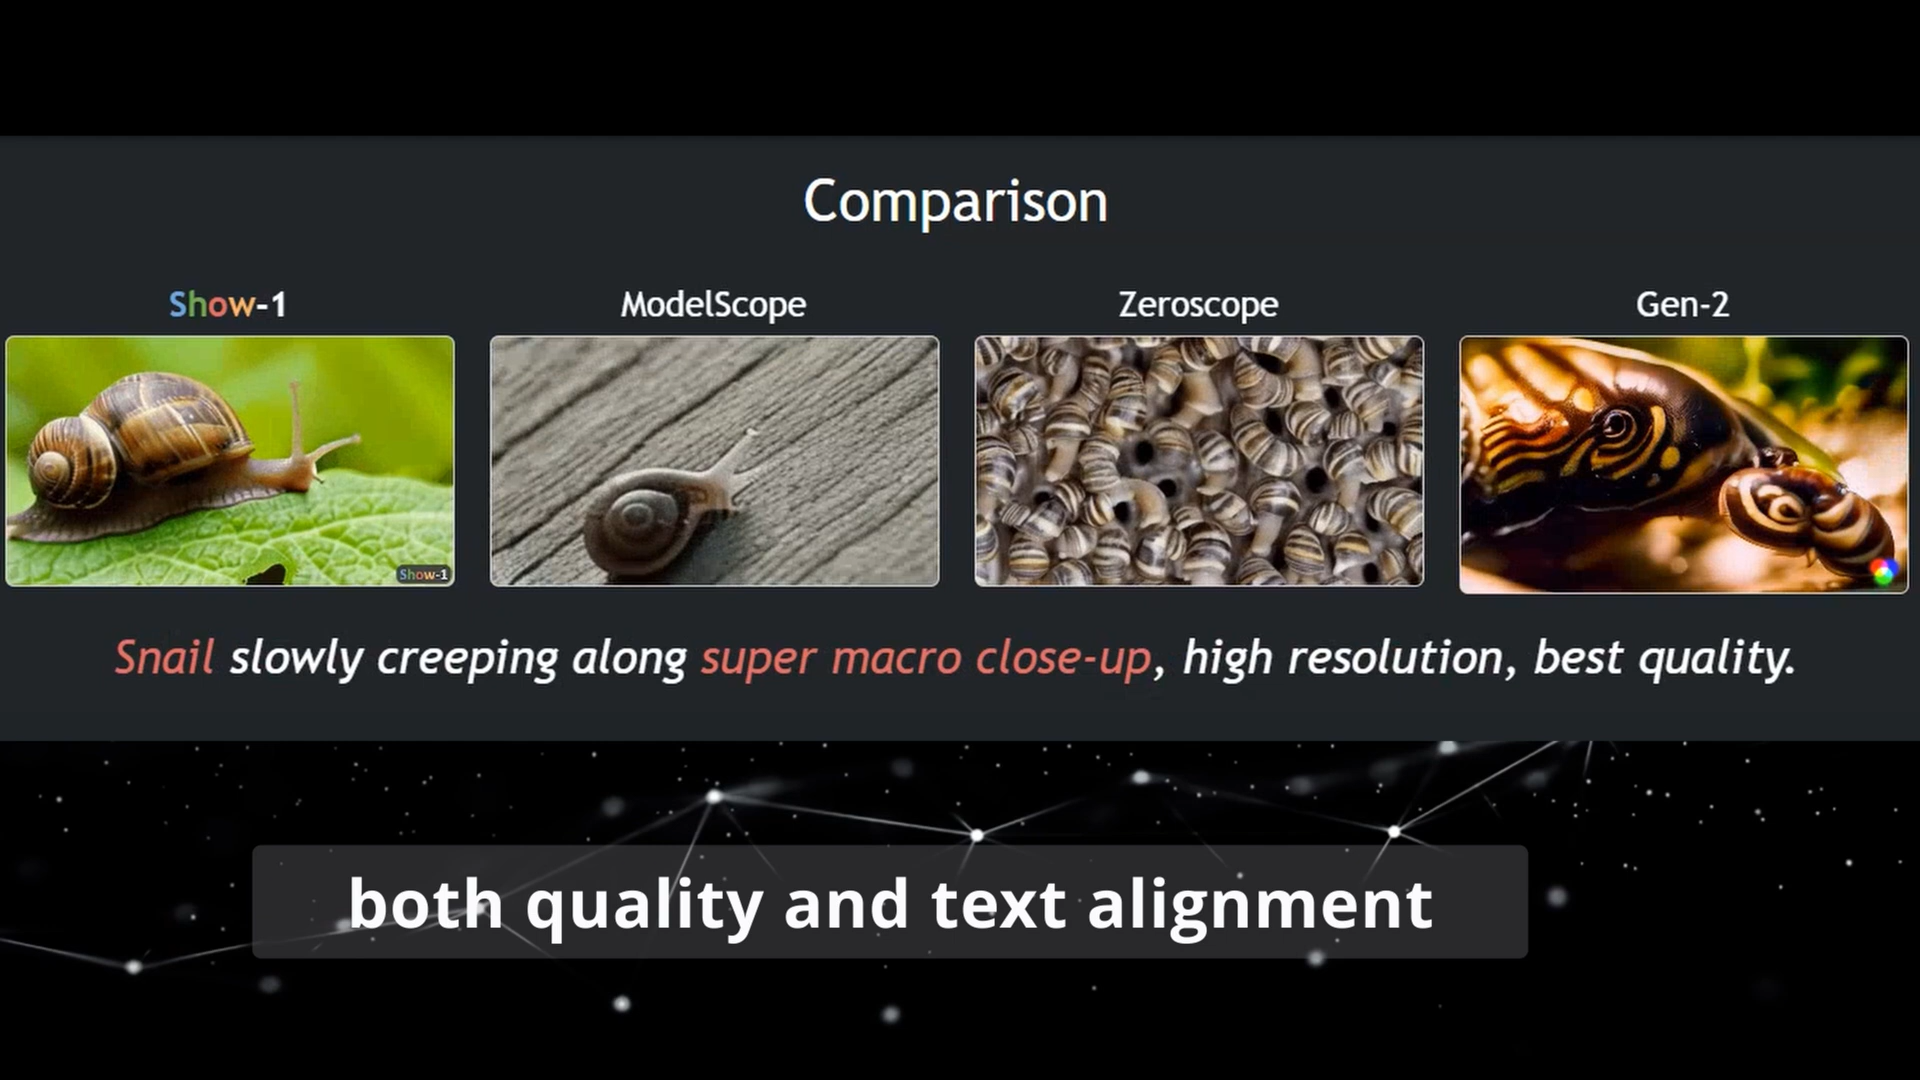 Comparison
Show-1
ModelScope
Zeroscope
Gen-2
Show-1
Snail slowly creeping along super macro close-up, high resolution, best quality.
both quality and text alignment